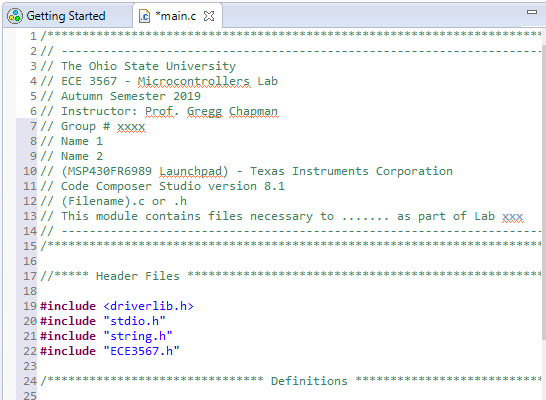 Getting Started
*main.c
1 /***************************************************************************
2 // -------------------------------------------------------------------------
3 // The Ohio State University
4 // ECE 3567 - Microcontrollers Lab
5 // Autumn Semester 2019
6 // Instructor: Prof. Gregg Chapman
7 // Group # xxxx
8 // Name 1
9 // Name 2
10 // (MSP430FR6989 Launchpad) - Texas Instruments Corporation
11 // Code Composer Studio version 8.1
12 // (Filename).c or .h
13 // This module contains files necessary to ....... as part of Lab xxx
14 // -------------------------------------------------------------------------
15 /***************************************************************************
16
17 //***** Header Files ***************************************************
18
19 #include <driverlib.h>
20 #include "stdio.h"
21 #include "string.h"
22 #include "ECE3567.h"
23
24 /****************************** Definitions ***************************
25